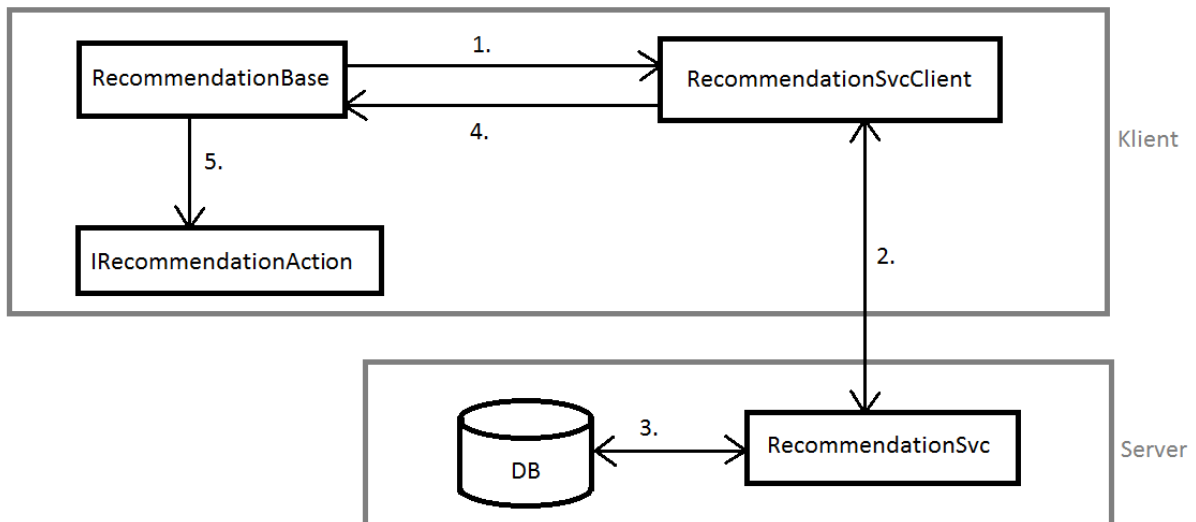 1.
RecommendationBase
RecommendationSvcClient
4.
Klient
5.
IRecommendationAction
2.
3.
RecommendationSvc
Server
DB